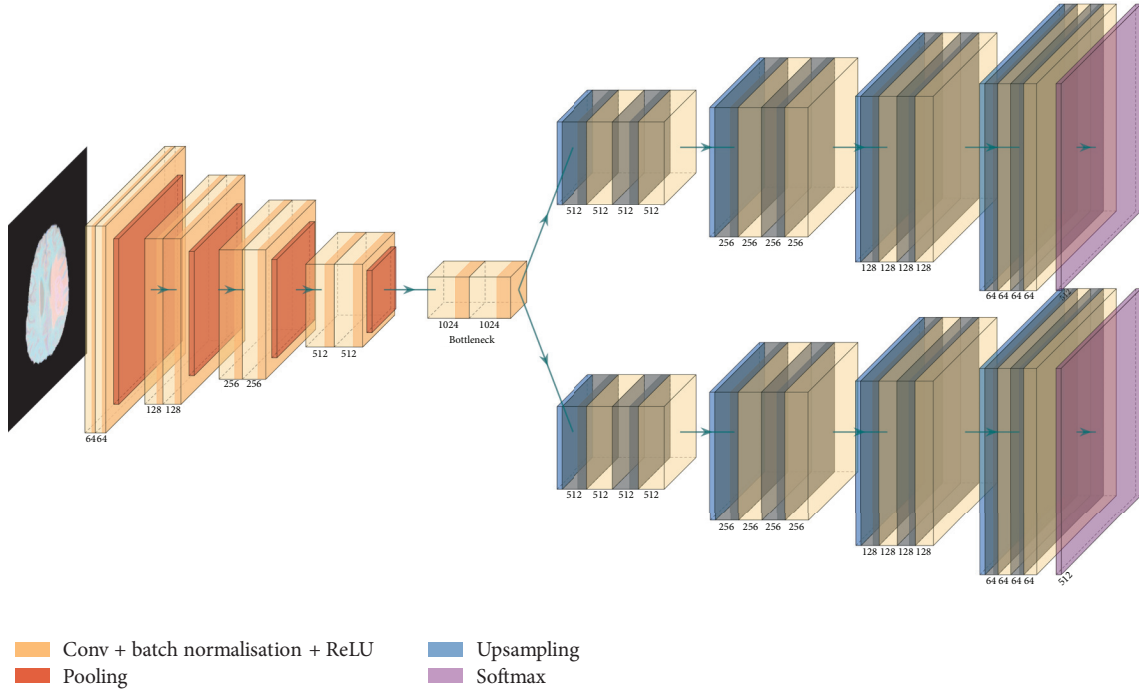 64 64
128 128
256 256
512 512
1024 1024
Bottleneck
512 512 512 512
256 256 256 256
128 128 128 128
64 64 64 64
512
512 512 512 512
256 256 256 256
128 128 128 128
64 64 64 64
512
Conv + batch normalisation + ReLU
Pooling
Upsampling
Softmax